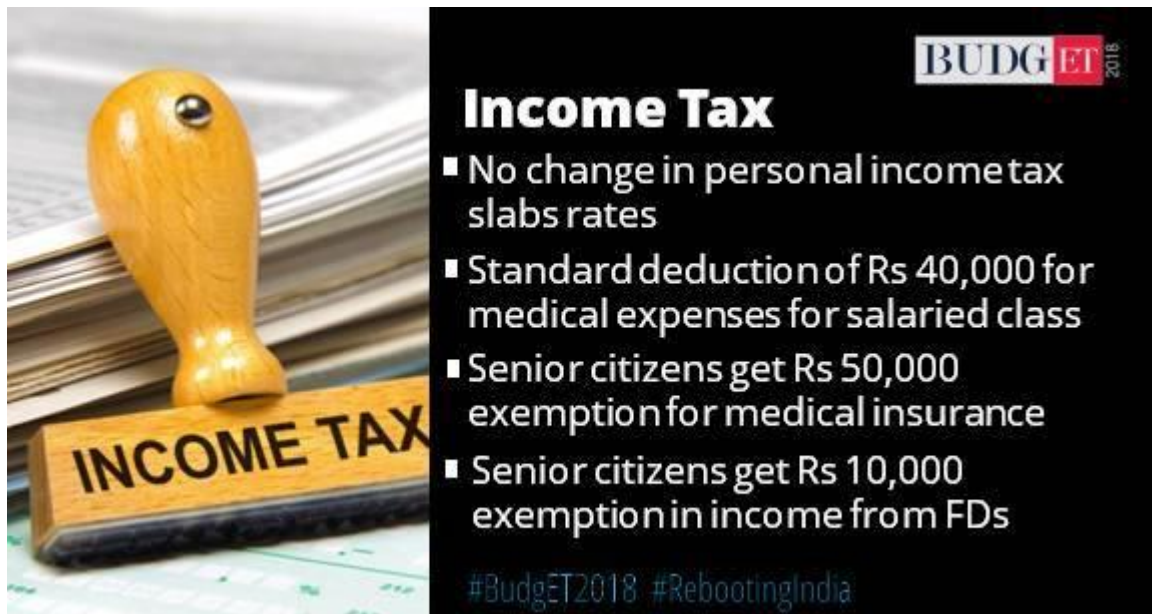 BUDGET 2018
Income Tax
No change in personal income tax
slabs rates
Standard deduction of Rs 40,000 for
medical expenses for salaried class
Senior citizens get Rs 50,000
exemption for medical insurance
Senior citizens get Rs 10,000
exemption in income from FDs
#BudgET2018 #RebootingIndia
INCOME TAX